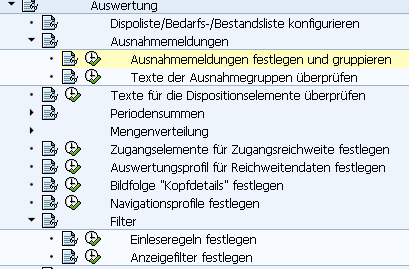 Auswertung
Dispoliste/Bedarfs-/Bestandsliste konfigurieren
Ausnahmemeldungen
Ausnahmemeldungen festlegen und gruppieren
Texte der Ausnahmegruppen überprüfen
Texte für die Dispositionselemente überprüfen
Periodensummen
Mengenverteilung
Zugangselemente für Zugangsreichweite festlegen
Auswertungsprofil für Reichweitendaten festlegen
Bildfolge "Kopfdetails" festlegen
Navigationsprofile festlegen
Filter
Einleseregeln festlegen
Anzeigefilter festlegen